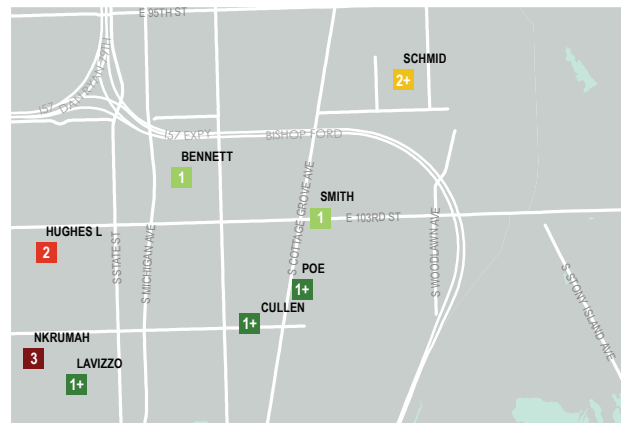 E 95TH ST
SCHMID
2+
I57
DAN RYAN 79TH
I57 EXPY
BISHOP FORD
BENNETT
1
SMITH
1
E 103RD ST
HUGHES L
2
S STATE ST
S MICHIGAN AVE
S COTTAGE GROVE AVE
S WOODLAWN AVE
S STONY ISLAND AVE
POE
1+
CULLEN
1+
NKRUMAH
3
LAVIZZO
1+